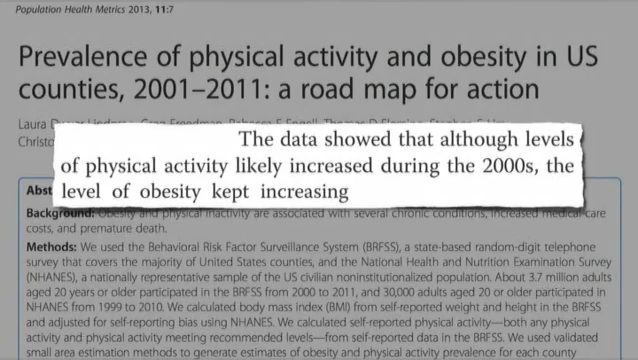 Population Health Metrics 2013, 11:7
Prevalence of physical activity and obesity in US
counties, 2001–2011: a road map for action
Laura
Christo
The data showed that although levels
of physical activity likely increased during the 2000s, the
level of obesity kept increasing
Abst
Background: Obesity and physical inactivity are associated with several chronic conditions, increased medical care
costs, and premature death.
Methods: We used the Behavioral Risk Factor Surveillance System (BRFSS), a state-based random-digit telephone
survey that covers the majority of United States counties, and the National Health and Nutrition Examination Survey
(NHANES), a nationally representative sample of the US civilian noninstitutionalized population. About 3.7 million adults
aged 20 years or older participated in the BRFSS from 2000 to 2011, and 30,000 adults aged 20 or older participated in
NHANES from 1999 to 2010. We calculated body mass index (BMI) from self-reported weight and height in the BRFSS
and adjusted for self-reporting bias using NHANES. We calculated self-reported physical activity—both any physical
activity and physical activity meeting recommended levels—from self-reported data in the BRFSS. We used validated
small area estimation methods to generate estimates of obesity and physical activity prevalence for each county